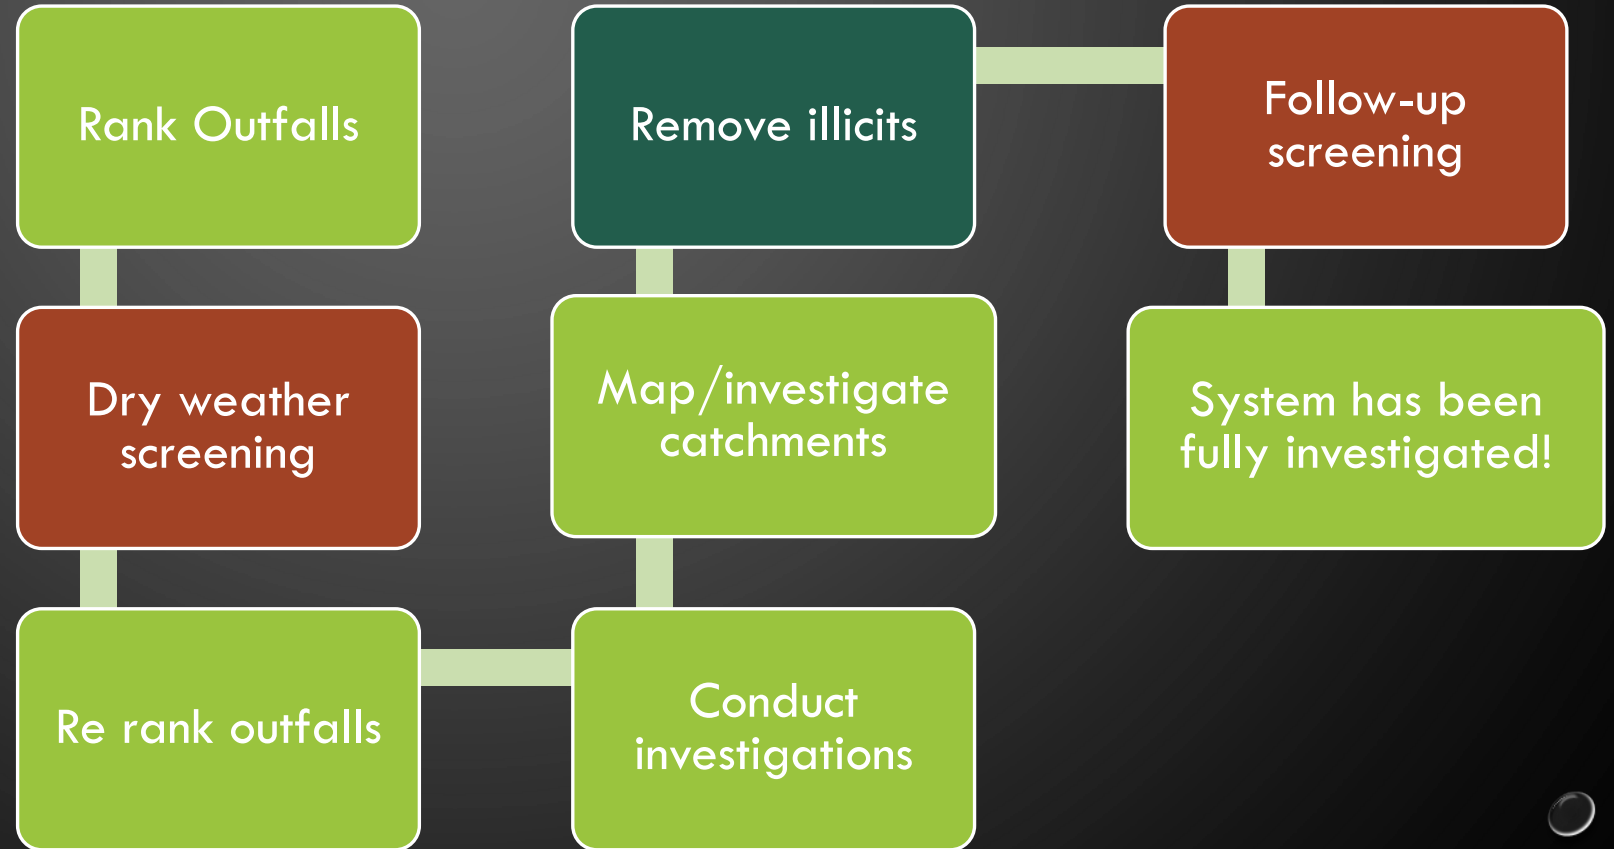 Rank Outfalls
Dry weather
screening
Re rank outfalls
Conduct
investigations
Map/investigate
catchments
Remove illicits
Follow-up
screening
System has been
fully investigated!